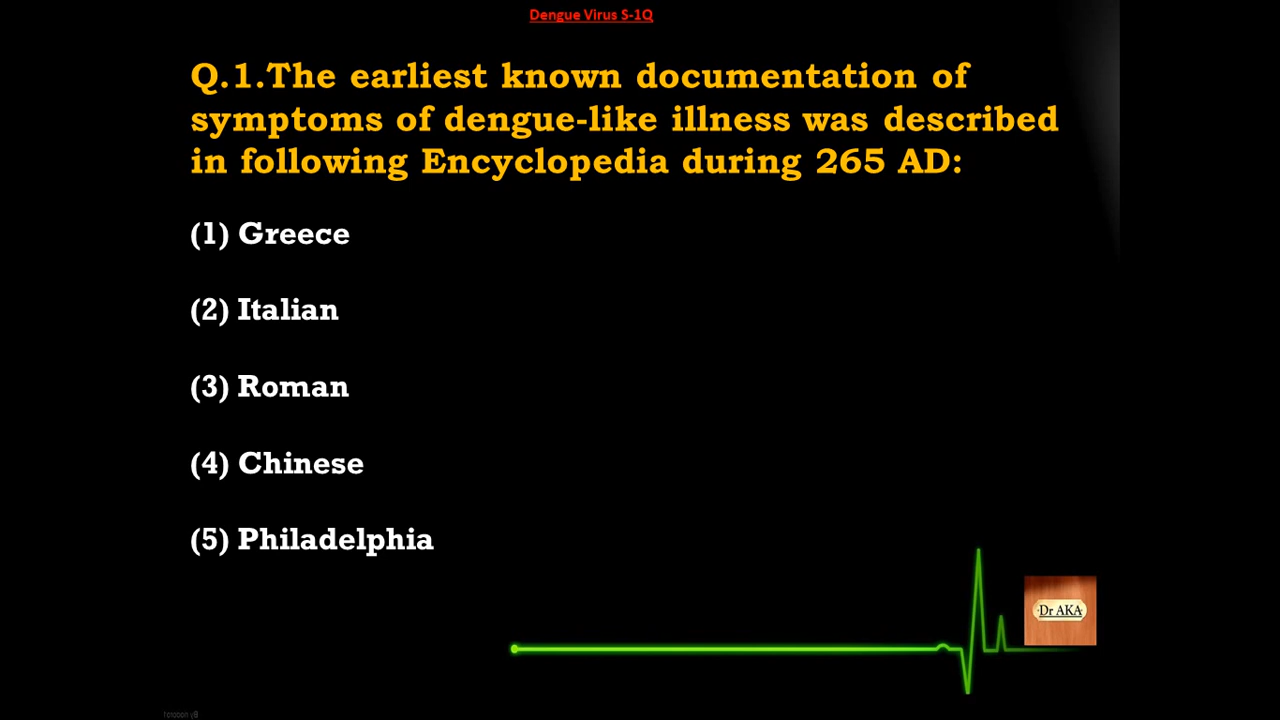 Dengue Virus S-1Q
Q.1.The earliest known documentation of
symptoms of dengue-like illness was described
in following Encyclopedia during 265 AD:
(1) Greece
(2) Italian
(3) Roman
(4) Chinese
(5) Philadelphia
Dr AKA